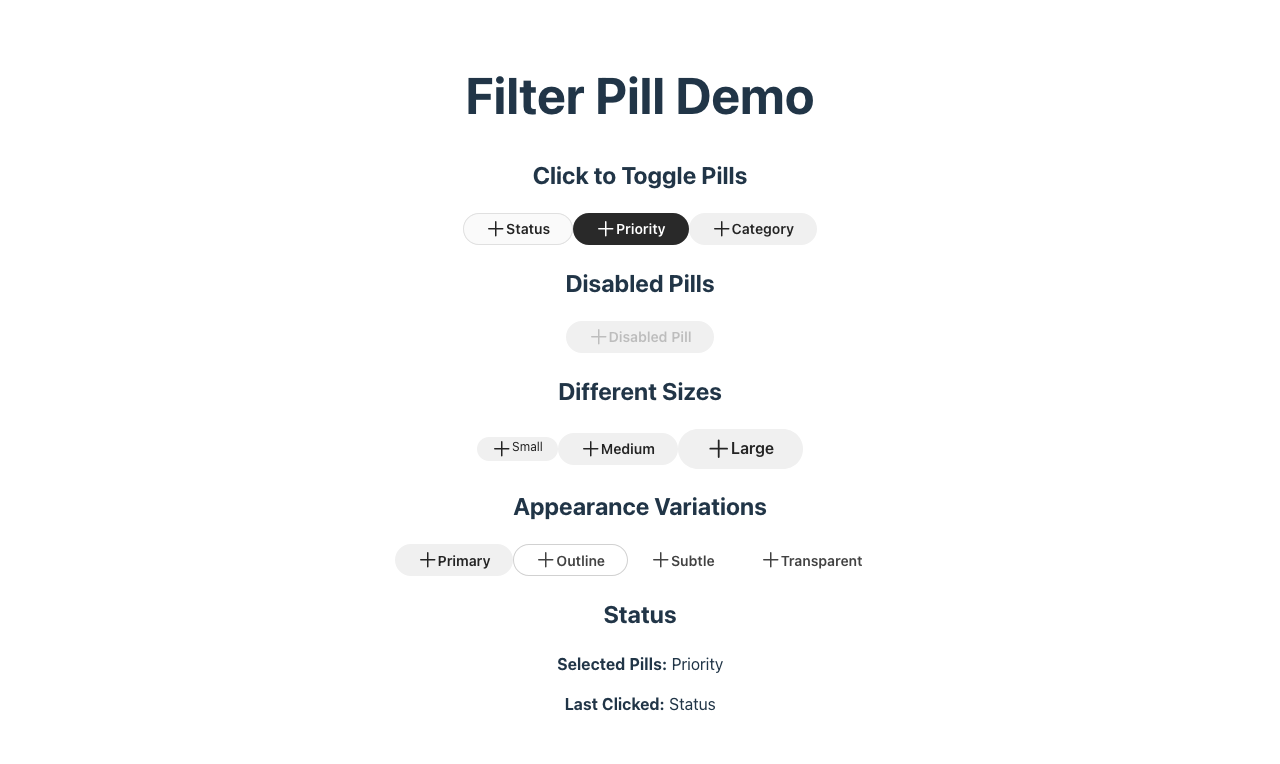 Filter Pill Demo
Click to Toggle Pills
Status Priority Category
Disabled Pills
Disabled Pill
Different Sizes
Small Medium Large
Appearance Variations
Primary Outline Subtle Transparent
Status
Selected Pills: Priority
Last Clicked: Status